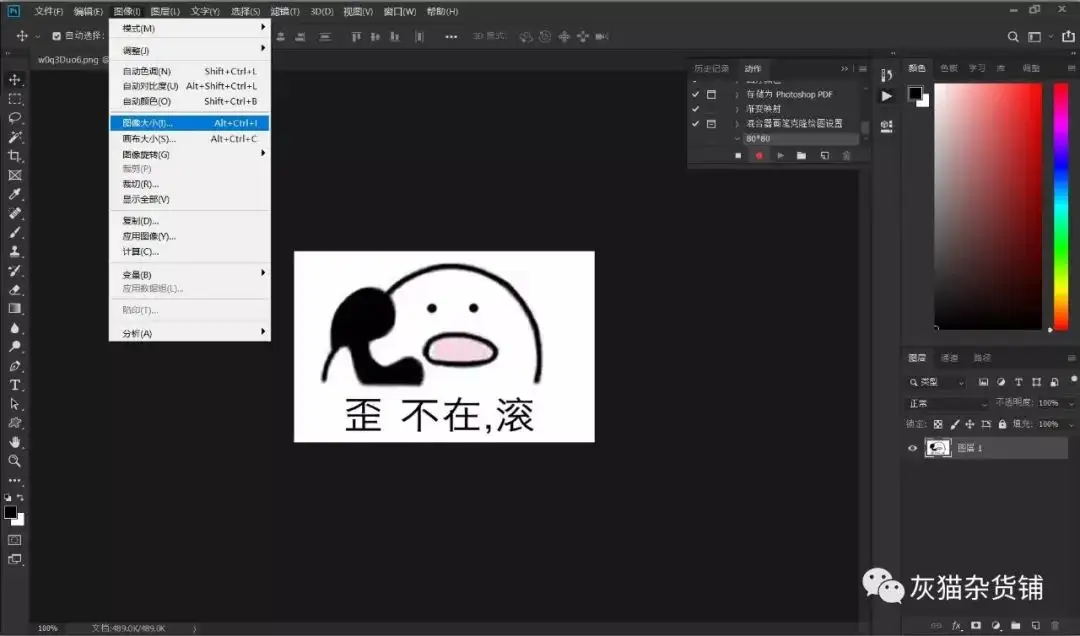 Ps 文件(F) 编辑(E) 图像(I) 图层(L) 文字(Y) 选择(S) 滤镜(T) 3D(D) 视图(V) 窗口(W) 帮助(H)
自动选择:
3D 模式:
w0q3Duo6.png @
模式(M)
调整(J)
自动色调(N) Shift+Ctrl+L
自动对比度(U) Alt+Shift+Ctrl+L
自动颜色(O) Shift+Ctrl+B
图像大小(I)... Alt+Ctrl+I
画布大小(S)... Alt+Ctrl+C
图像旋转(G)
裁剪(P)
裁切(R)...
显示全部(V)
复制(D)...
应用图像(Y)...
计算(C)...
变量(B)
应用数据组(L)...
陷印(T)...
分析(A)
历史记录 动作
存储为 Photoshop PDF
渐变映射
混合器画笔克隆绘图设置
80*80
颜色 色板 学习 库 调整
歪 不在,滚
图层 通道 路径
类型
正常 不透明度: 100%
锁定: 填充: 100%
图层 1
灰猫杂货铺
100% 文档:489.0K/489.0K
fx